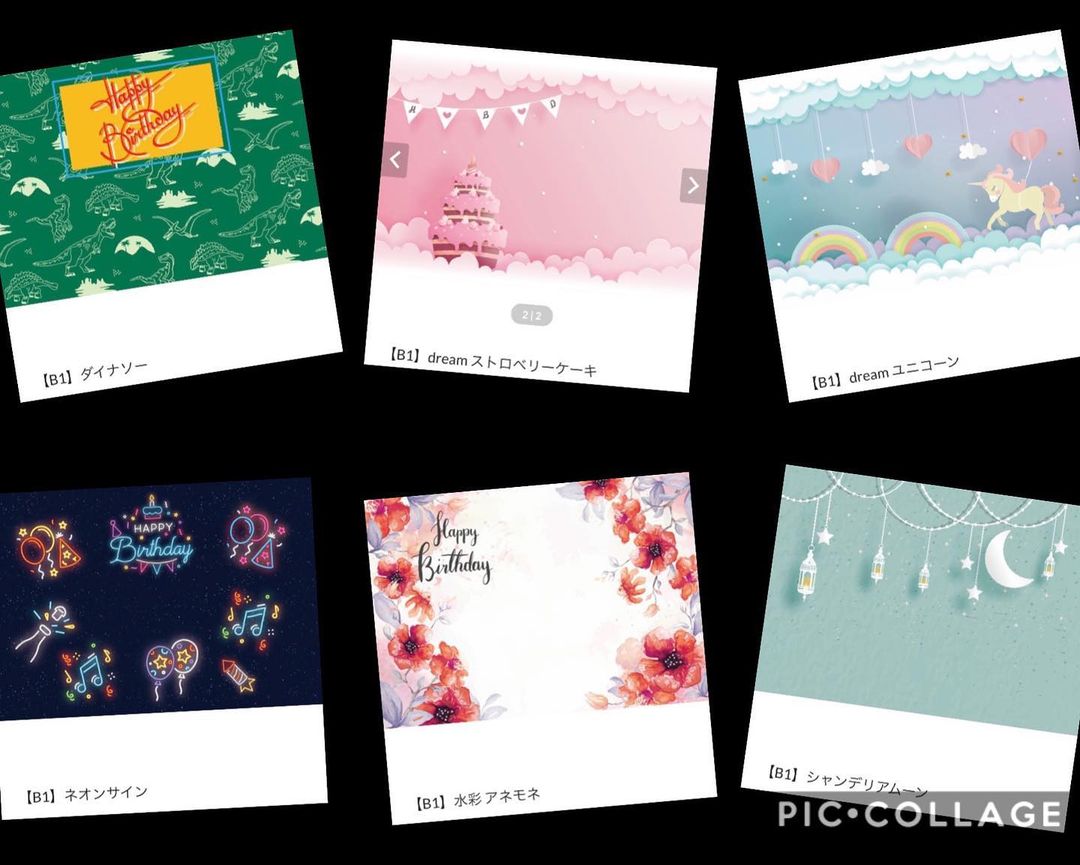 Happy
Birthday
【B1】ダイナソー
H B D
2|2
【B1】dream ストロベリーケーキ
【B1】dream ユニコーン
HAPPY
Birthday
【B1】ネオンサイン
Happy
Birthday
【B1】水彩 アネモネ
【B1】シャンデリアムーン
PIC•COLLAGE